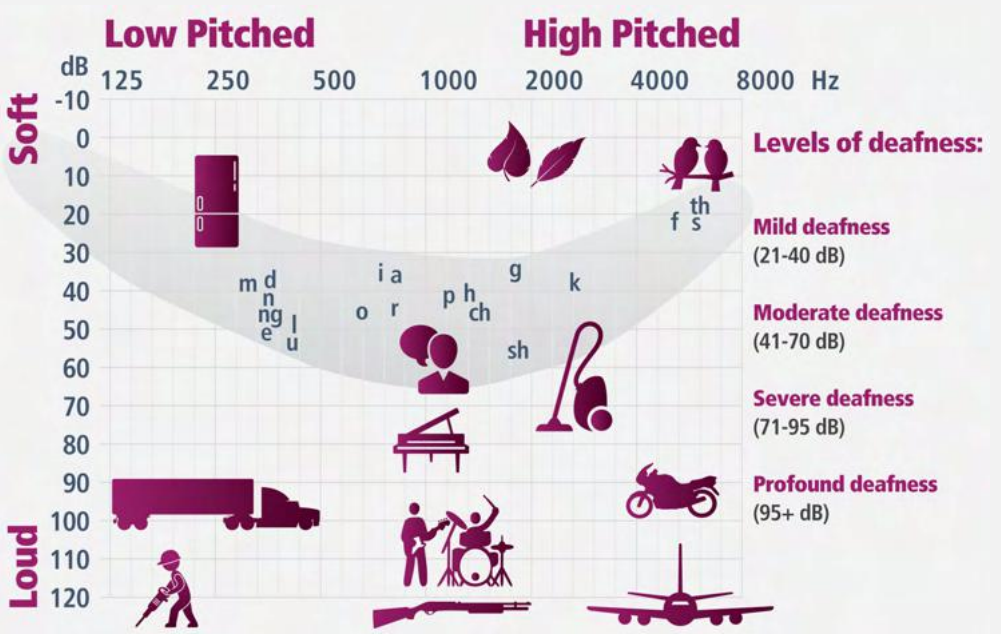 Low Pitched High Pitched
dB 125 250 500 1000 2000 4000 8000 Hz
Soft
-10
0
10
20
30
40
50
60
70
80
90
100
110
120
Loud
th
f s
i a g
m d k
n p h
ng o r ch
e l
u sh
Levels of deafness:
Mild deafness
(21-40 dB)
Moderate deafness
(41-70 dB)
Severe deafness
(71-95 dB)
Profound deafness
(95+ dB)